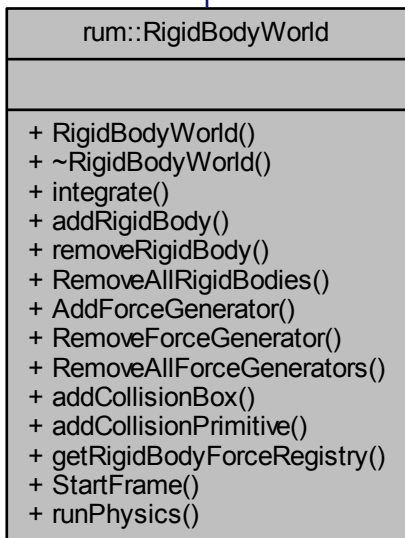 rum::RigidBodyWorld
+ RigidBodyWorld()
+ ~RigidBodyWorld()
+ integrate()
+ addRigidBody()
+ removeRigidBody()
+ RemoveAllRigidBodies()
+ AddForceGenerator()
+ RemoveForceGenerator()
+ RemoveAllForceGenerators()
+ addCollisionBox()
+ addCollisionPrimitive()
+ getRigidBodyForceRegistry()
+ StartFrame()
+ runPhysics()